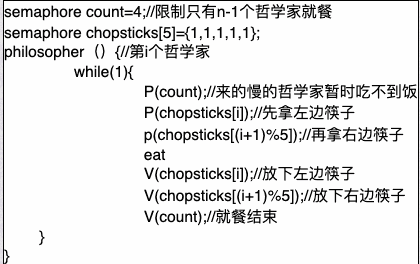 semaphore count=4;//限制只有n-1个哲学家就餐
semaphore chopsticks[5]={1,1,1,1,1};
philosopher（）{//第i个哲学家
while(1){
P(count);//来的慢的哲学家暂时吃不到饭
P(chopsticks[i]);//先拿左边筷子
p(chopsticks[(i+1)%5]);//再拿右边筷子
eat
V(chopsticks[i]);//放下左边筷子
V(chopsticks[(i+1)%5]);//放下右边筷子
V(count);//就餐结束
}
}